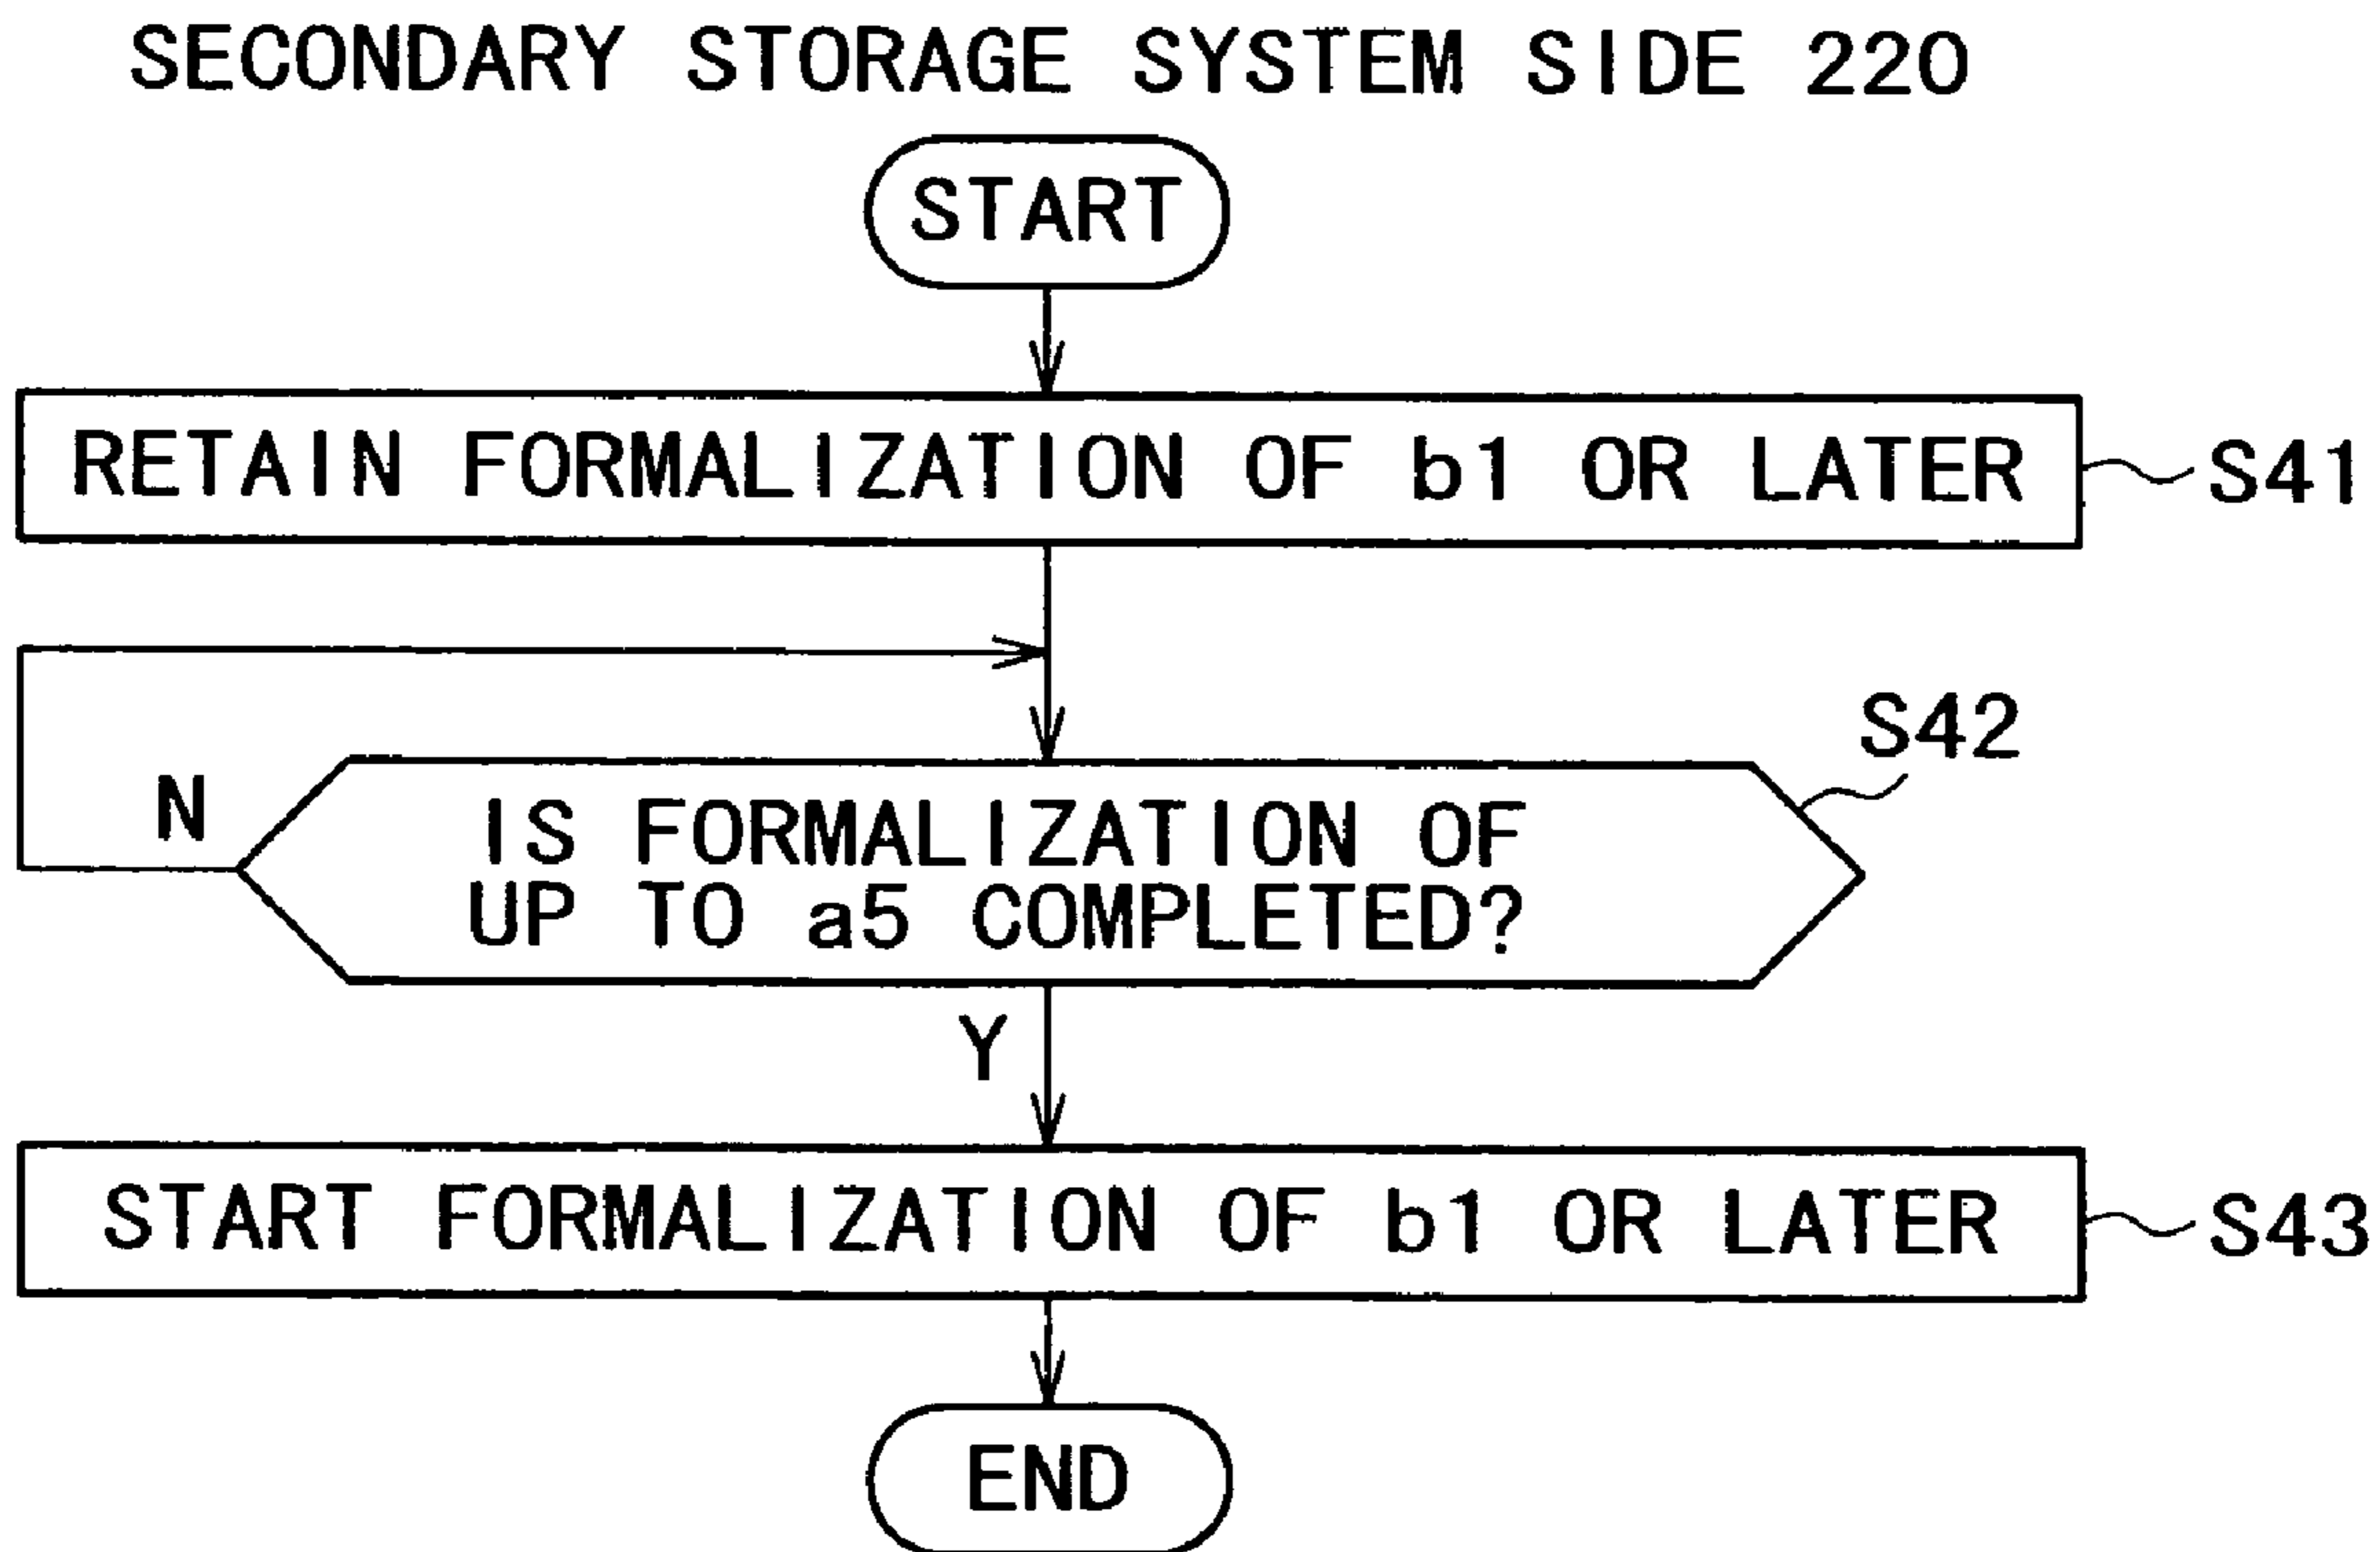 SECONDARY STORAGE SYSTEM SIDE 220
START
RETAIN FORMALIZATION OF b1 OR LATER
S41
S42
N
IS FORMALIZATION OF
UP TO a5 COMPLETED?
Y
START FORMALIZATION OF b1 OR LATER
S43
END